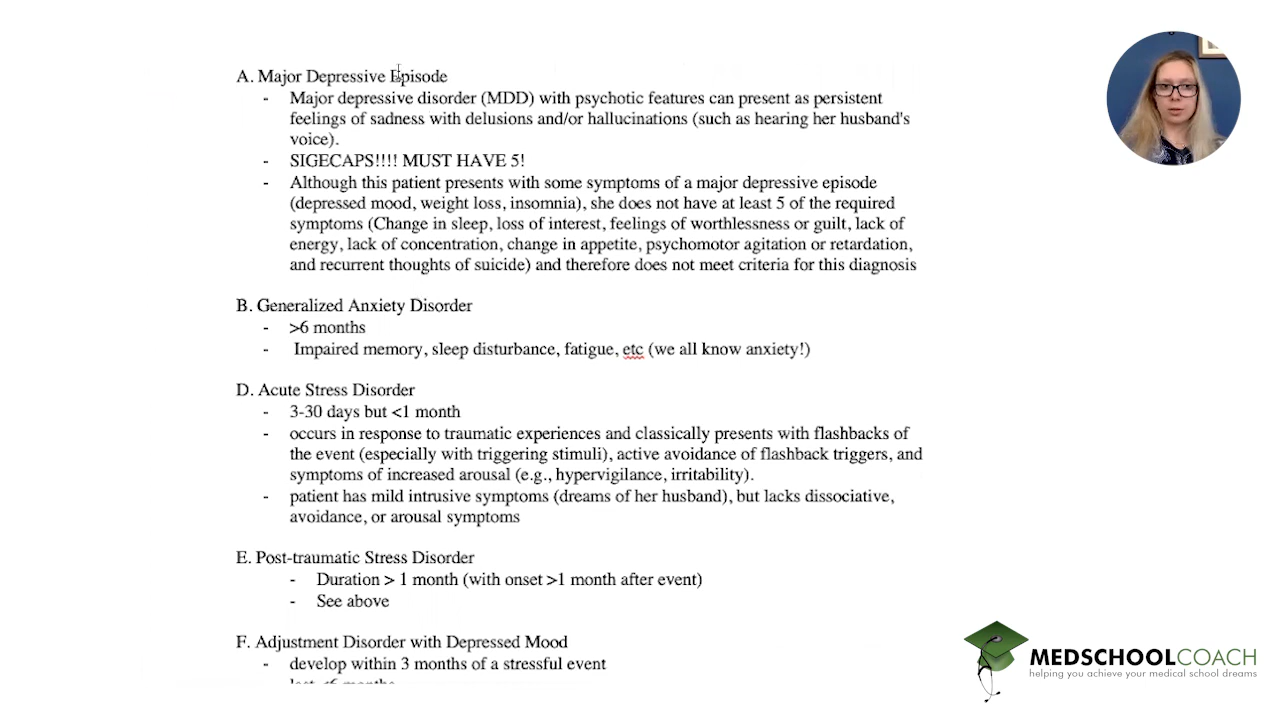 A. Major Depressive Episode
- Major depressive disorder (MDD) with psychotic features can present as persistent
feelings of sadness with delusions and/or hallucinations (such as hearing her husband's
voice).
- SIGECAPS!!!! MUST HAVE 5!
- Although this patient presents with some symptoms of a major depressive episode
(depressed mood, weight loss, insomnia), she does not have at least 5 of the required
symptoms (Change in sleep, loss of interest, feelings of worthlessness or guilt, lack of
energy, lack of concentration, change in appetite, psychomotor agitation or retardation,
and recurrent thoughts of suicide) and therefore does not meet criteria for this diagnosis
B. Generalized Anxiety Disorder
- >6 months
- Impaired memory, sleep disturbance, fatigue, etc (we all know anxiety!)
D. Acute Stress Disorder
- 3-30 days but <1 month
- occurs in response to traumatic experiences and classically presents with flashbacks of
the event (especially with triggering stimuli), active avoidance of flashback triggers, and
symptoms of increased arousal (e.g., hypervigilance, irritability).
- patient has mild intrusive symptoms (dreams of her husband), but lacks dissociative,
avoidance, or arousal symptoms
E. Post-traumatic Stress Disorder
- Duration > 1 month (with onset >1 month after event)
- See above
F. Adjustment Disorder with Depressed Mood
- develop within 3 months of a stressful event
MEDSCHOOLCOACH
helping you achieve your medical school dreams